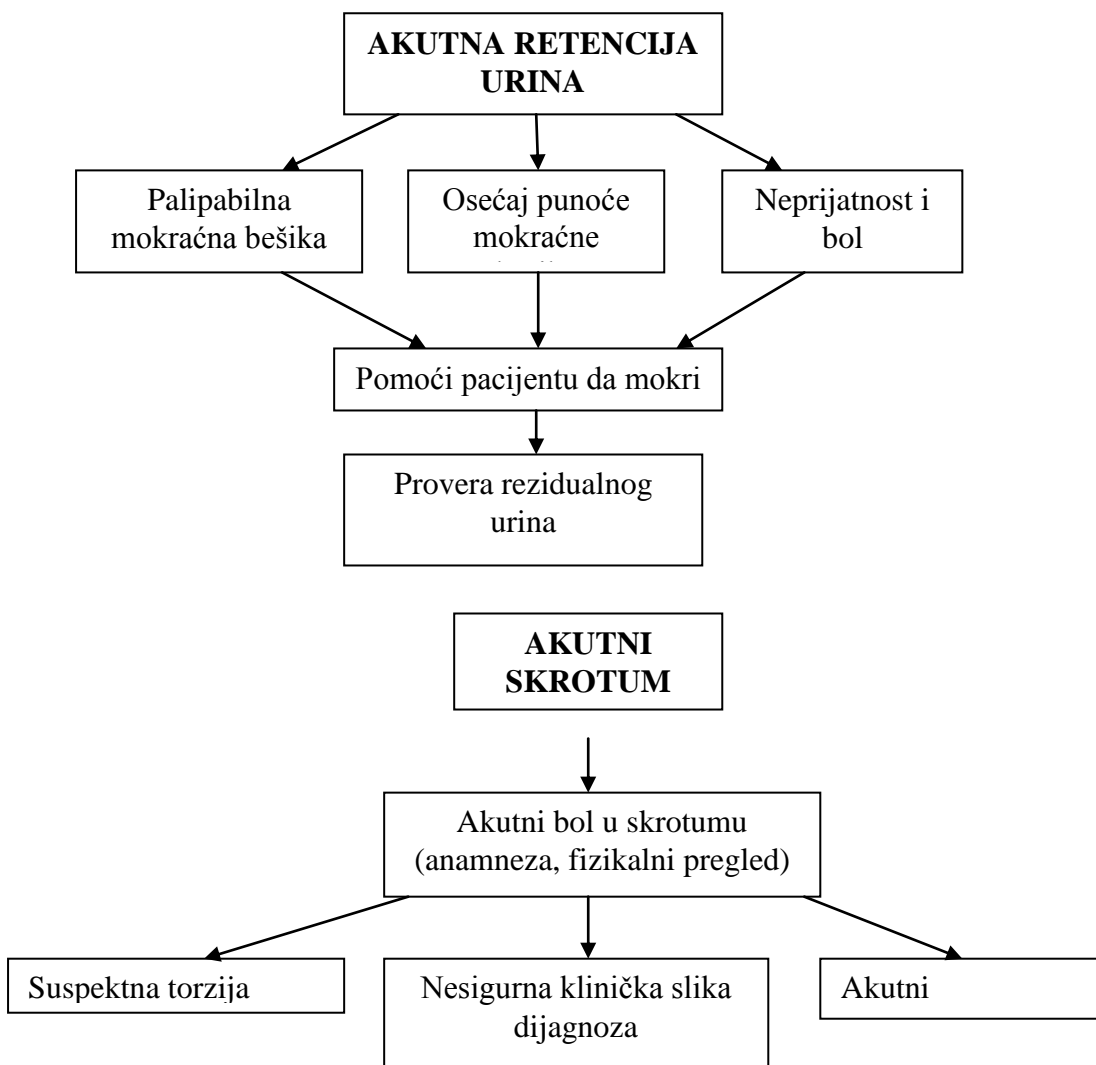 AKUTNA RETENCIJA
URINA
Palipabilna
mokraćna bešika
Osećaj punoće
mokraćne
Neprijatnost i
bol
Pomoći pacijentu da mokri
Provera rezidualnog
urina
AKUTNI
SKROTUM
Akutni bol u skrotumu
(anamneza, fizikalni pregled)
Suspektna torzija
Nesigurna klinička slika
dijagnoza
Akutni